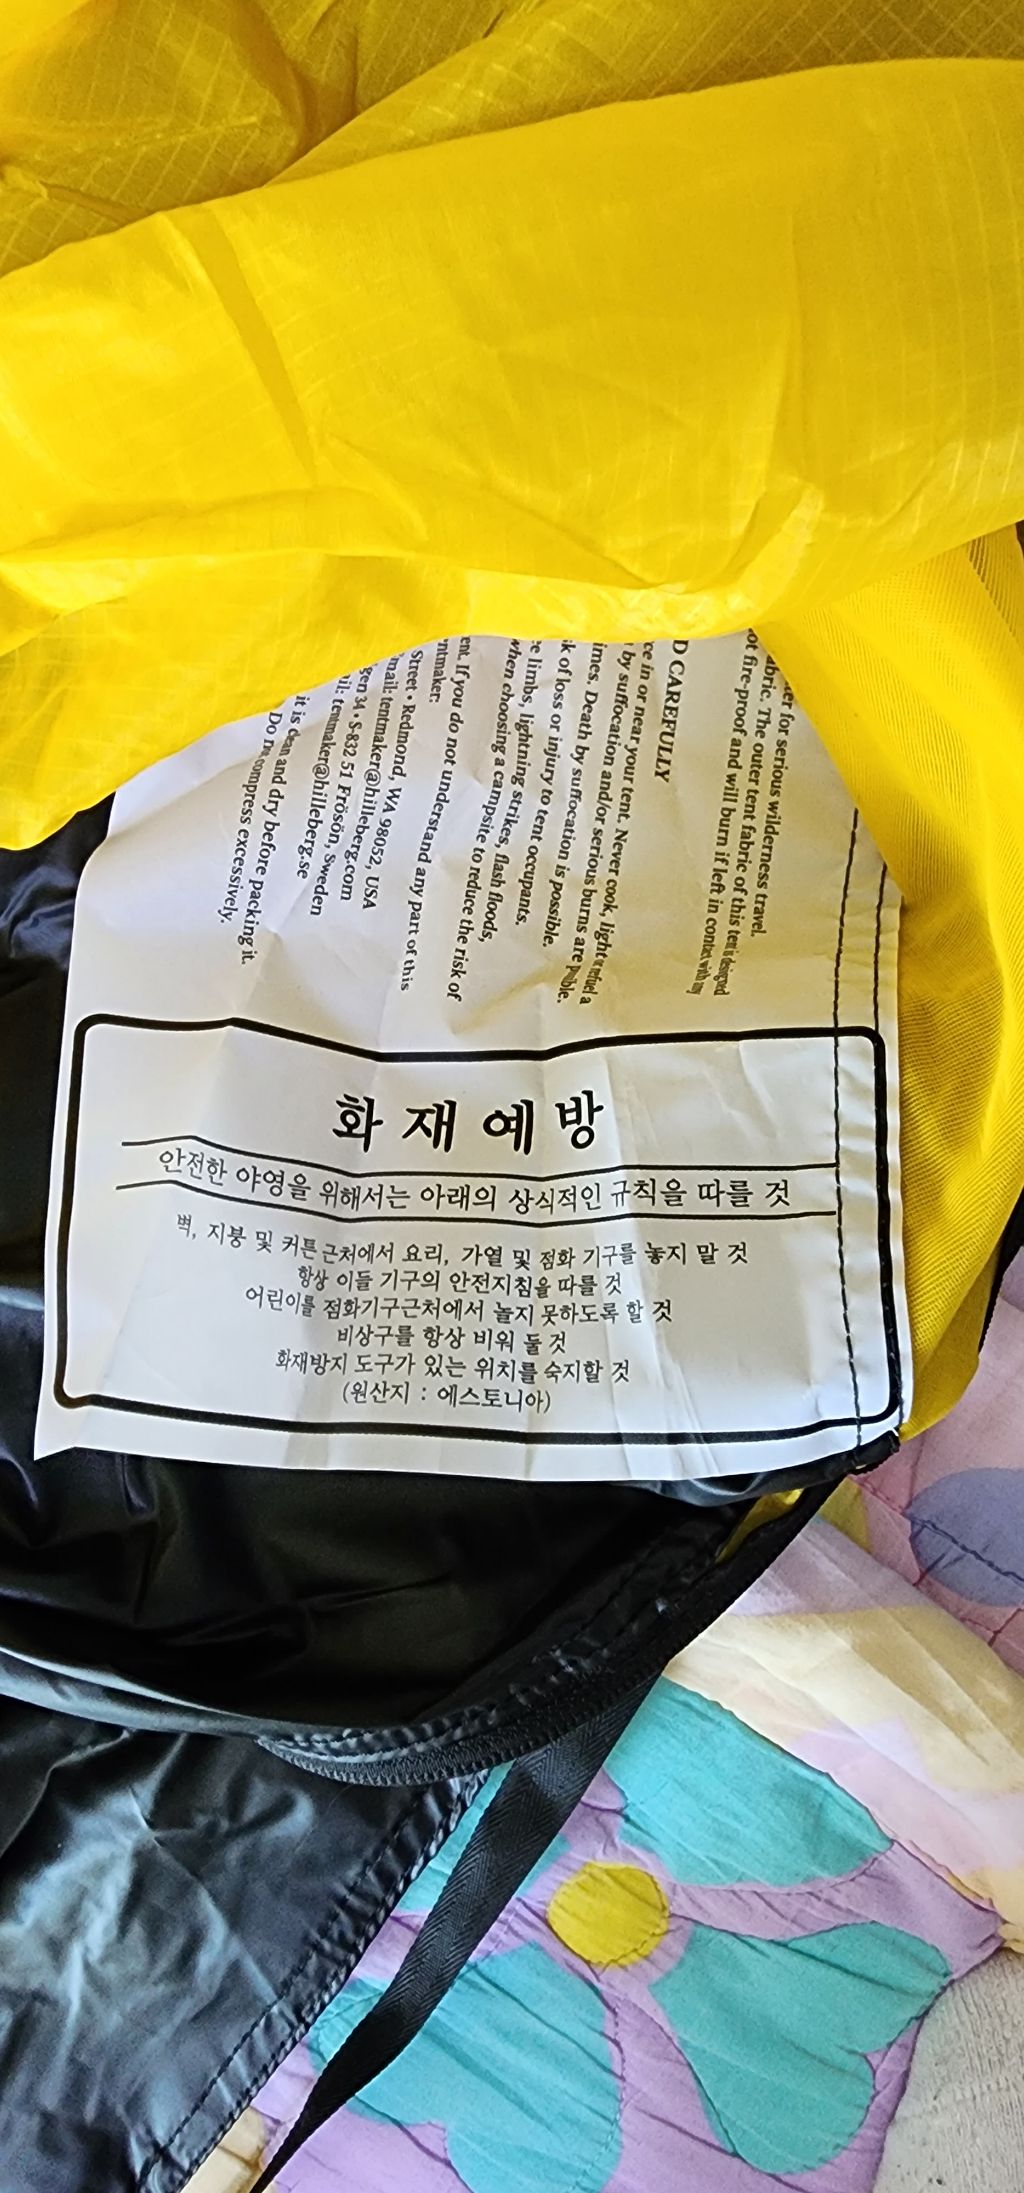 for serious wilderness travel.
fabric. The outer tent fabric of this tent is designed
not fire-proof and will burn if left in contact with any
CAREFULLY
in or near your tent. Never cook, light or refuel a
by suffocation and/or serious burns are possible.
times. Death by suffocation is possible.
risk of loss or injury to tent occupants.
limbs, lightning strikes, flash floods,
when choosing a campsite to reduce the risk of
If you do not understand any part of this
tentmaker:
Street • Redmond, WA 98052, USA
email: tentmaker@hilleberg.com
34 • S-832 51 Frösön, Sweden
tentmaker@hilleberg.se
it is clean and dry before packing it.
Do not compress excessively.
화재예방
안전한 야영을 위해서는 아래의 상식적인 규칙을 따를 것
벽, 지붕 및 커튼 근처에서 요리, 가열 및 점화 기구를 놓지 말 것
항상 이들 기구의 안전지침을 따를 것
어린이를 점화기구근처에서 놀지 못하도록 할 것
비상구를 항상 비워 둘 것
화재방지 도구가 있는 위치를 숙지할 것
(원산지 : 에스토니아)